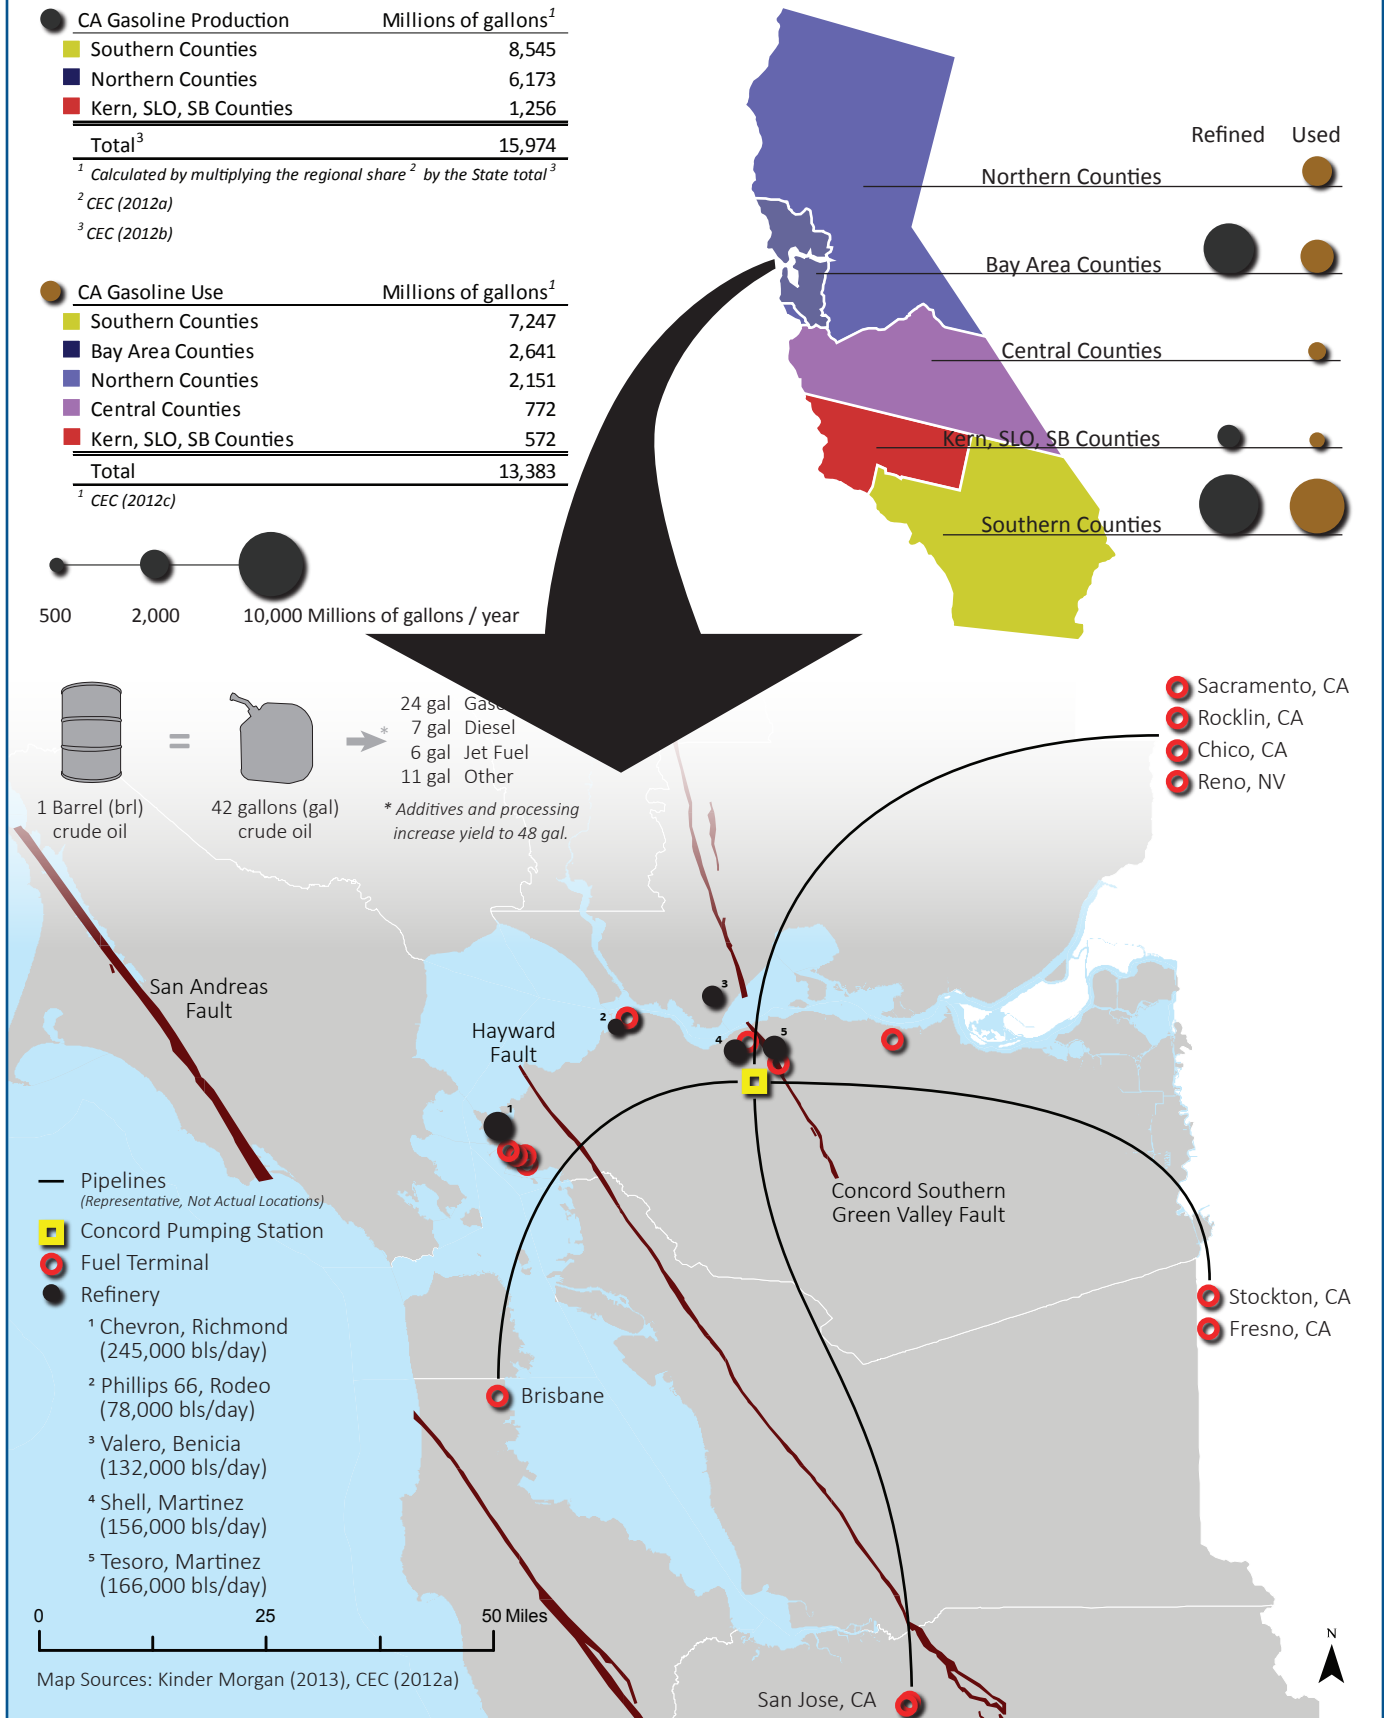 CA Gasoline Production Millions of gallons1
Southern Counties 8,545
Northern Counties 6,173
Kern, SLO, SB Counties 1,256
Total3 15,974
1 Calculated by multiplying the regional share 2 by the State total 3
2 CEC (2012a)
3 CEC (2012b)
CA Gasoline Use Millions of gallons1
Southern Counties 7,247
Bay Area Counties 2,641
Northern Counties 2,151
Central Counties 772
Kern, SLO, SB Counties 572
Total 13,383
1 CEC (2012c)
500 2,000 10,000 Millions of gallons / year
Refined Used
Northern Counties
Bay Area Counties
Central Counties
Kern, SLO, SB Counties
Southern Counties
1 Barrel (brl)
crude oil
=
42 gallons (gal)
crude oil
*
24 gal
7 gal Diesel
6 gal Jet Fuel
11 gal Other
* Additives and processing
increase yield to 48 gal.
Sacramento, CA
Rocklin, CA
Chico, CA
Reno, NV
San Andreas
Fault
Hayward
Fault
1
2
3
4
5
Concord Southern
Green Valley Fault
Stockton, CA
Fresno, CA
Brisbane
San Jose, CA
Pipelines
(Representative, Not Actual Locations)
Concord Pumping Station
Fuel Terminal
Refinery
1 Chevron, Richmond
(245,000 bls/day)
2 Phillips 66, Rodeo
(78,000 bls/day)
3 Valero, Benicia
(132,000 bls/day)
4 Shell, Martinez
(156,000 bls/day)
5 Tesoro, Martinez
(166,000 bls/day)
0 25 50 Miles
Map Sources: Kinder Morgan (2013), CEC (2012a)
N